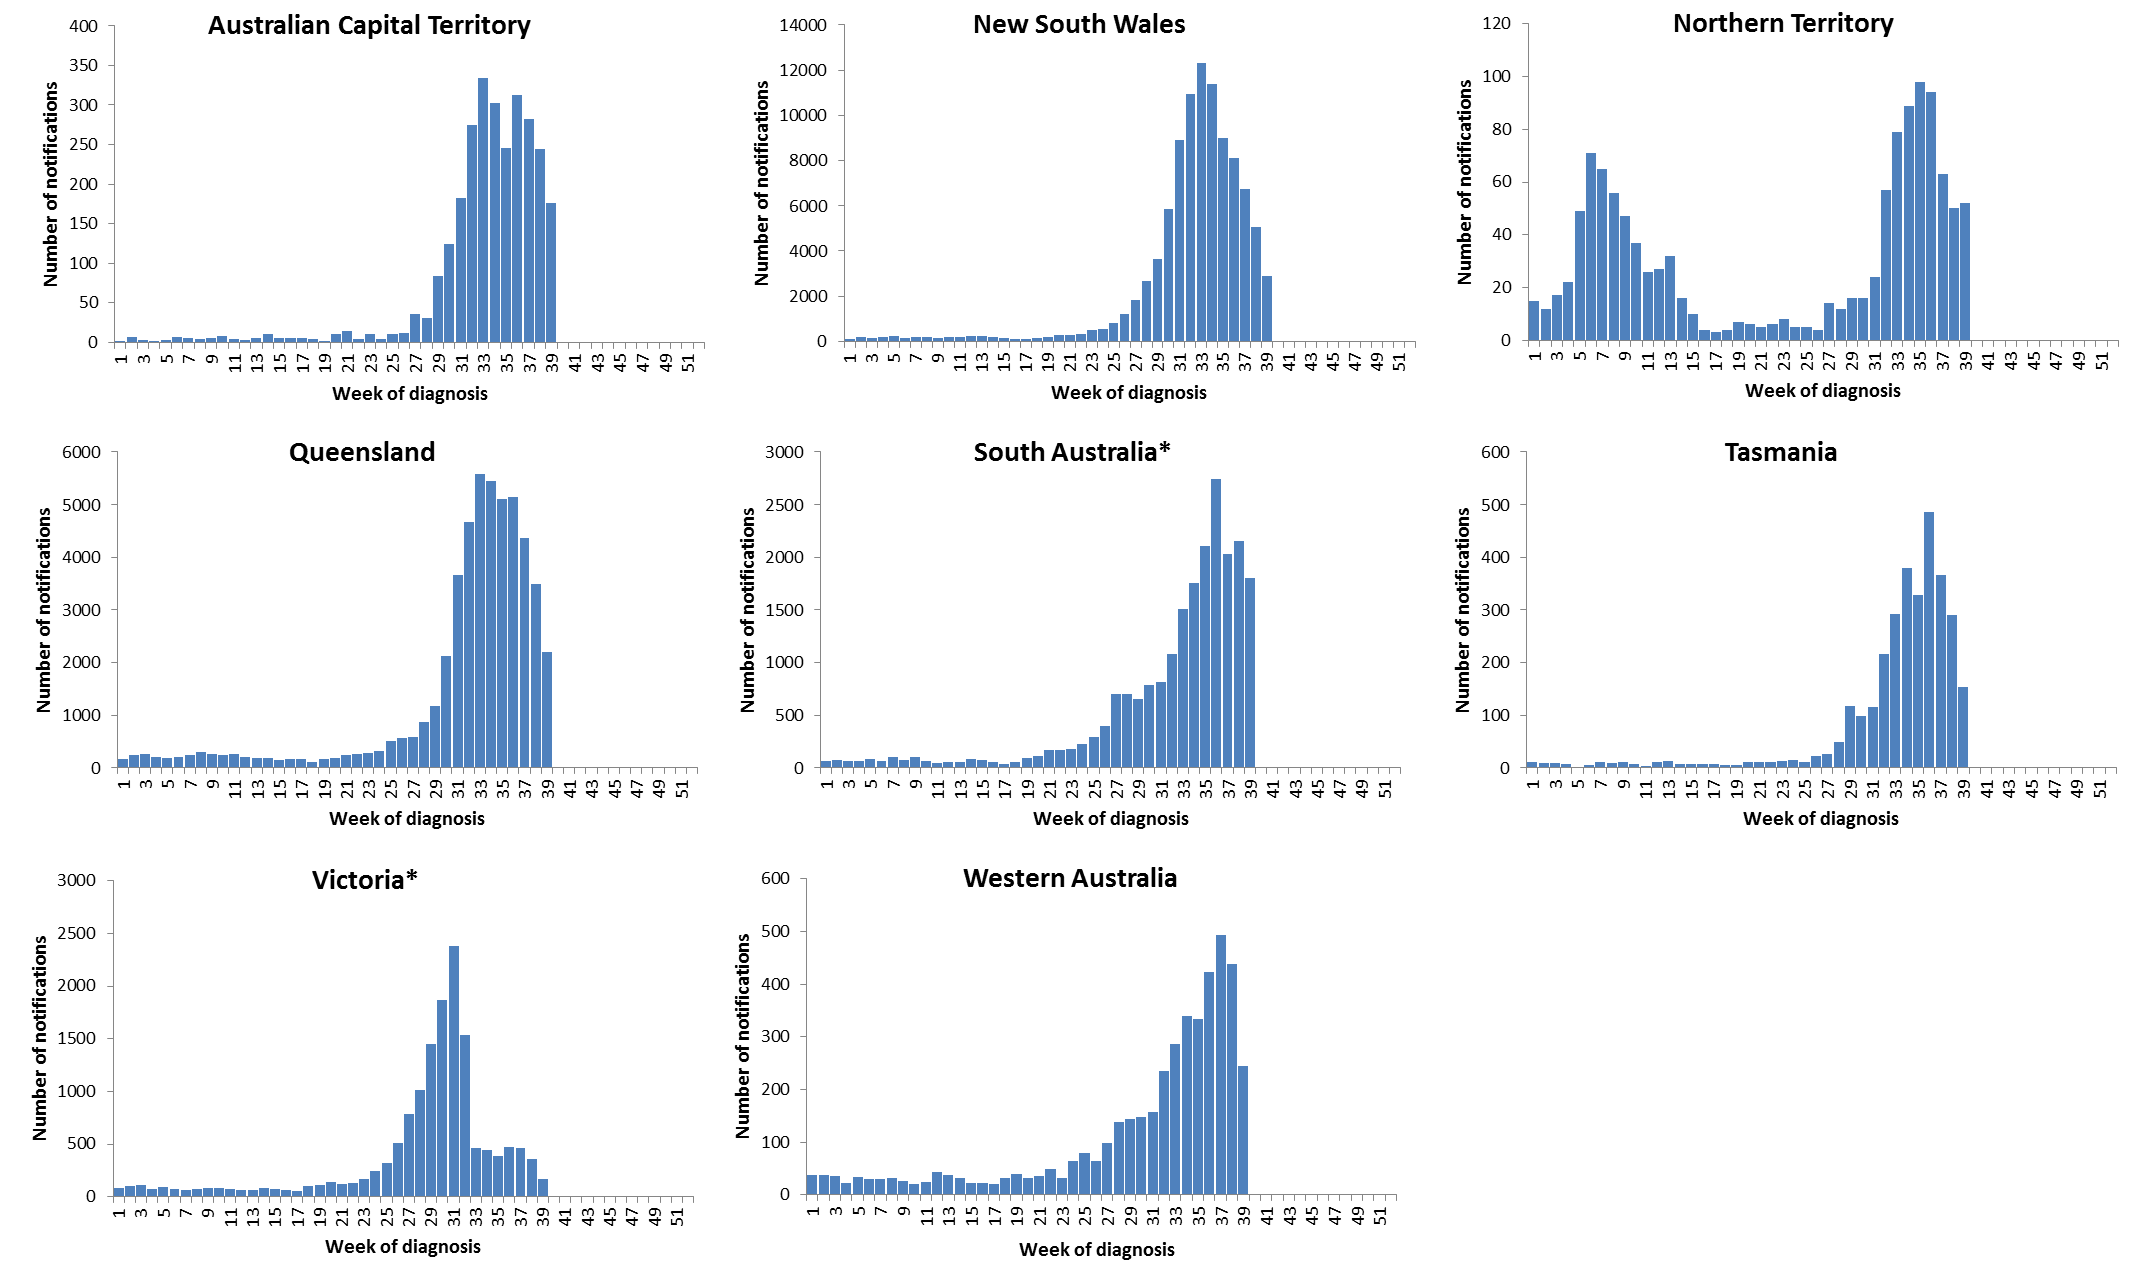 Australian Capital Territory
Number of notifications
400
350
300
250
200
150
100
50
0
1 3 5 7 9 11 13 15 17 19 21 23 25 27 29 31 33 35 37 39 41 43 45 47 49 51
Week of diagnosis
New South Wales
Number of notifications
14000
12000
10000
8000
6000
4000
2000
0
1 3 5 7 9 11 13 15 17 19 21 23 25 27 29 31 33 35 37 39 41 43 45 47 49 51
Week of diagnosis
Northern Territory
Number of notifications
120
100
80
60
40
20
0
1 3 5 7 9 11 13 15 17 19 21 23 25 27 29 31 33 35 37 39 41 43 45 47 49 51
Week of diagnosis
Queensland
Number of notifications
6000
5000
4000
3000
2000
1000
0
1 3 5 7 9 11 13 15 17 19 21 23 25 27 29 31 33 35 37 39 41 43 45 47 49 51
Week of diagnosis
South Australia*
Number of notifications
3000
2500
2000
1500
1000
500
0
1 3 5 7 9 11 13 15 17 19 21 23 25 27 29 31 33 35 37 39 41 43 45 47 49 51
Week of diagnosis
Tasmania
Number of notifications
600
500
400
300
200
100
0
1 3 5 7 9 11 13 15 17 19 21 23 25 27 29 31 33 35 37 39 41 43 45 47 49 51
Week of diagnosis
Victoria*
Number of notifications
3000
2500
2000
1500
1000
500
0
1 3 5 7 9 11 13 15 17 19 21 23 25 27 29 31 33 35 37 39 41 43 45 47 49 51
Week of diagnosis
Western Australia
Number of notifications
600
500
400
300
200
100
0
1 3 5 7 9 11 13 15 17 19 21 23 25 27 29 31 33 35 37 39 41 43 45 47 49 51
Week of diagnosis